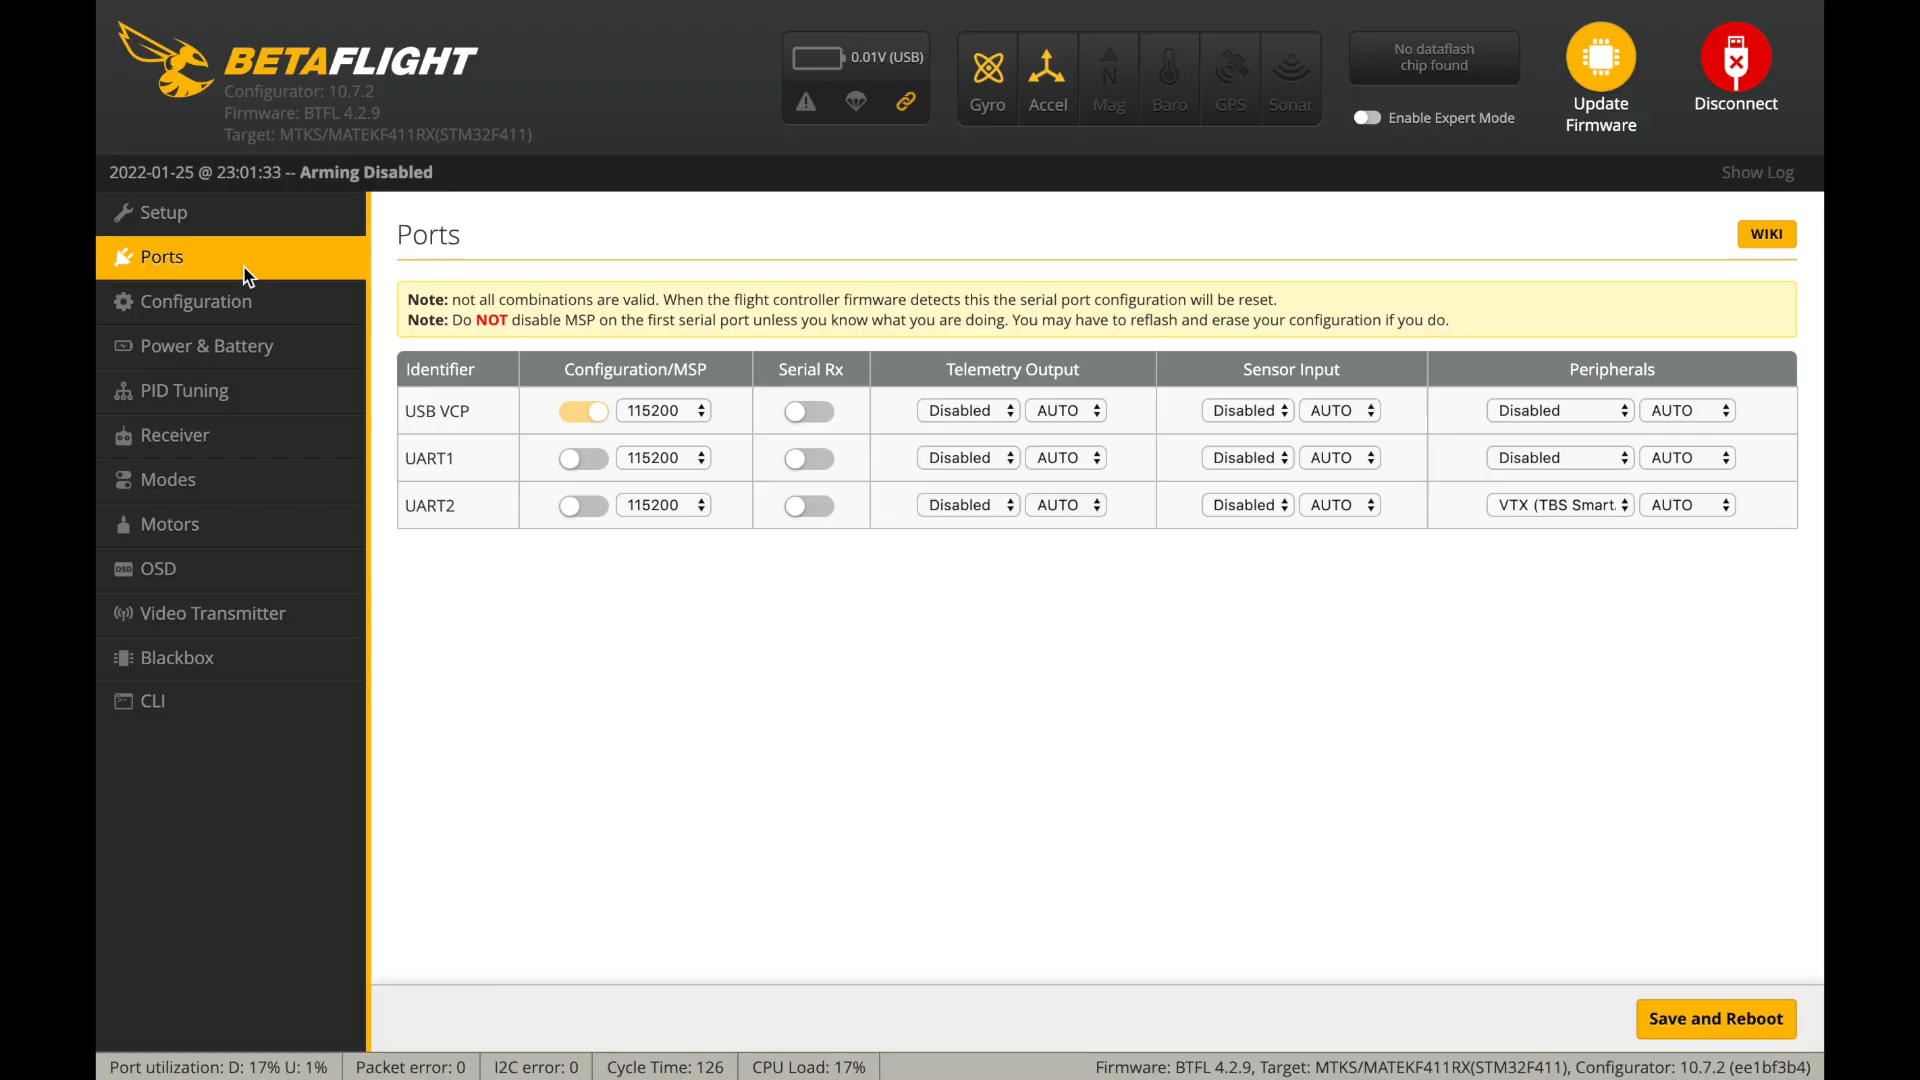 BETAFLIGHT
Configurator: 10.7.2
Firmware: BTFL 4.2.9
Target: MTKS/MATEKF411RX(STM32F411)
0.01V (USB)
Gyro
Accel
N
Mag
Baro
GPS
Sonar
No dataflash
chip found
Enable Expert Mode
Update
Firmware
Disconnect
2022-01-25 @ 23:01:33 -- Arming Disabled
Show Log
Setup
Ports
Configuration
Power & Battery
PID Tuning
Receiver
Modes
Motors
OSD OSD
Video Transmitter
Blackbox
CLI
Ports
WIKI
Note: not all combinations are valid. When the flight controller firmware detects this the serial port configuration will be reset.
Note: Do NOT disable MSP on the first serial port unless you know what you are doing. You may have to reflash and erase your configuration if you do.
Identifier Configuration/MSP Serial Rx Telemetry Output Sensor Input Peripherals
USB VCP 115200 Disabled AUTO Disabled AUTO Disabled AUTO
UART1 115200 Disabled AUTO Disabled AUTO Disabled AUTO
UART2 115200 Disabled AUTO Disabled AUTO VTX (TBS Smart. AUTO
Save and Reboot
Port utilization: D: 17% U: 1% Packet error: 0 I2C error: 0 Cycle Time: 126 CPU Load: 17% Firmware: BTFL 4.2.9, Target: MTKS/MATEKF411RX(STM32F411), Configurator: 10.7.2 (ee1bf3b4)